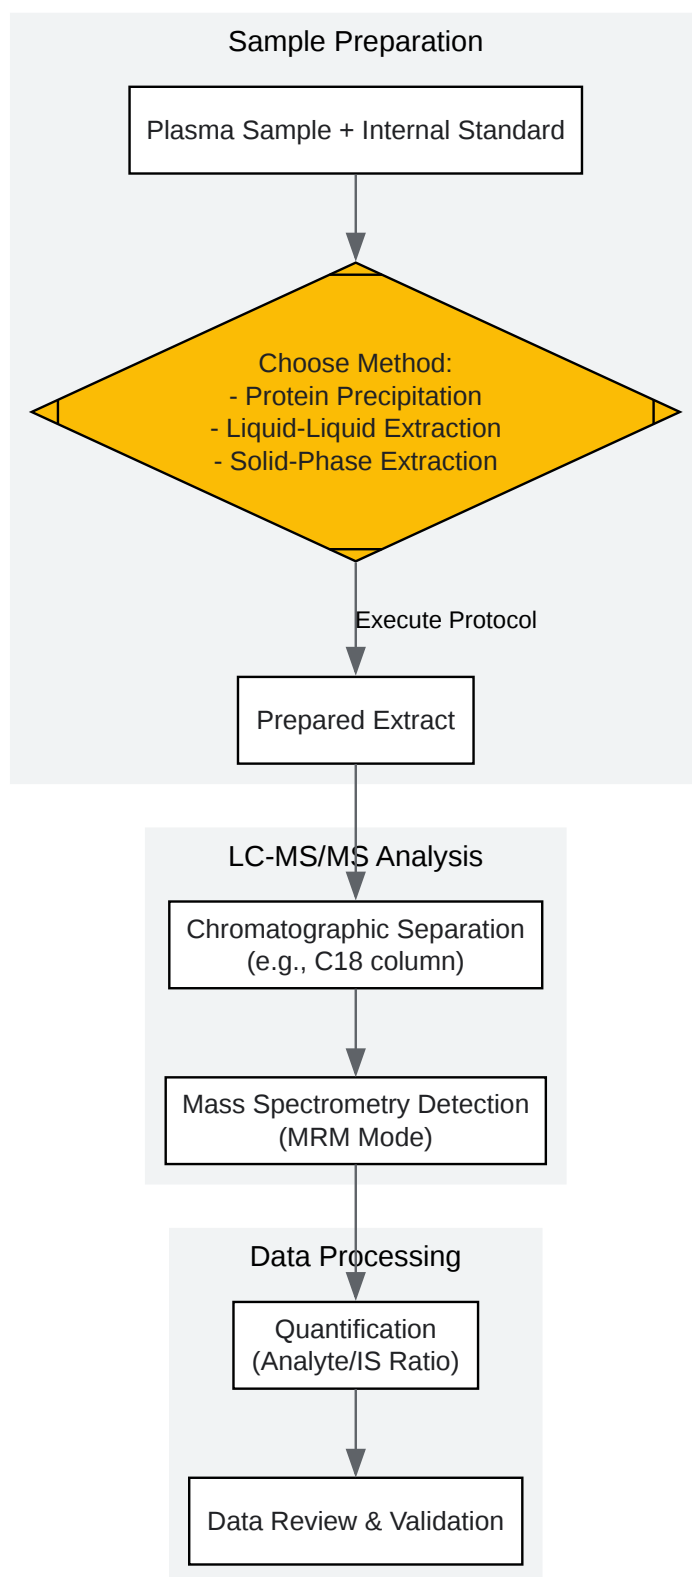 Sample Preparation
Plasma Sample + Internal Standard
Choose Method:
- Protein Precipitation
- Liquid-Liquid Extraction
- Solid-Phase Extraction
Execute Protocol
Prepared Extract
LC-MS/MS Analysis
Chromatographic Separation
(e.g., C18 column)
Mass Spectrometry Detection
(MRM Mode)
Data Processing
Quantification
(Analyte/IS Ratio)
Data Review & Validation